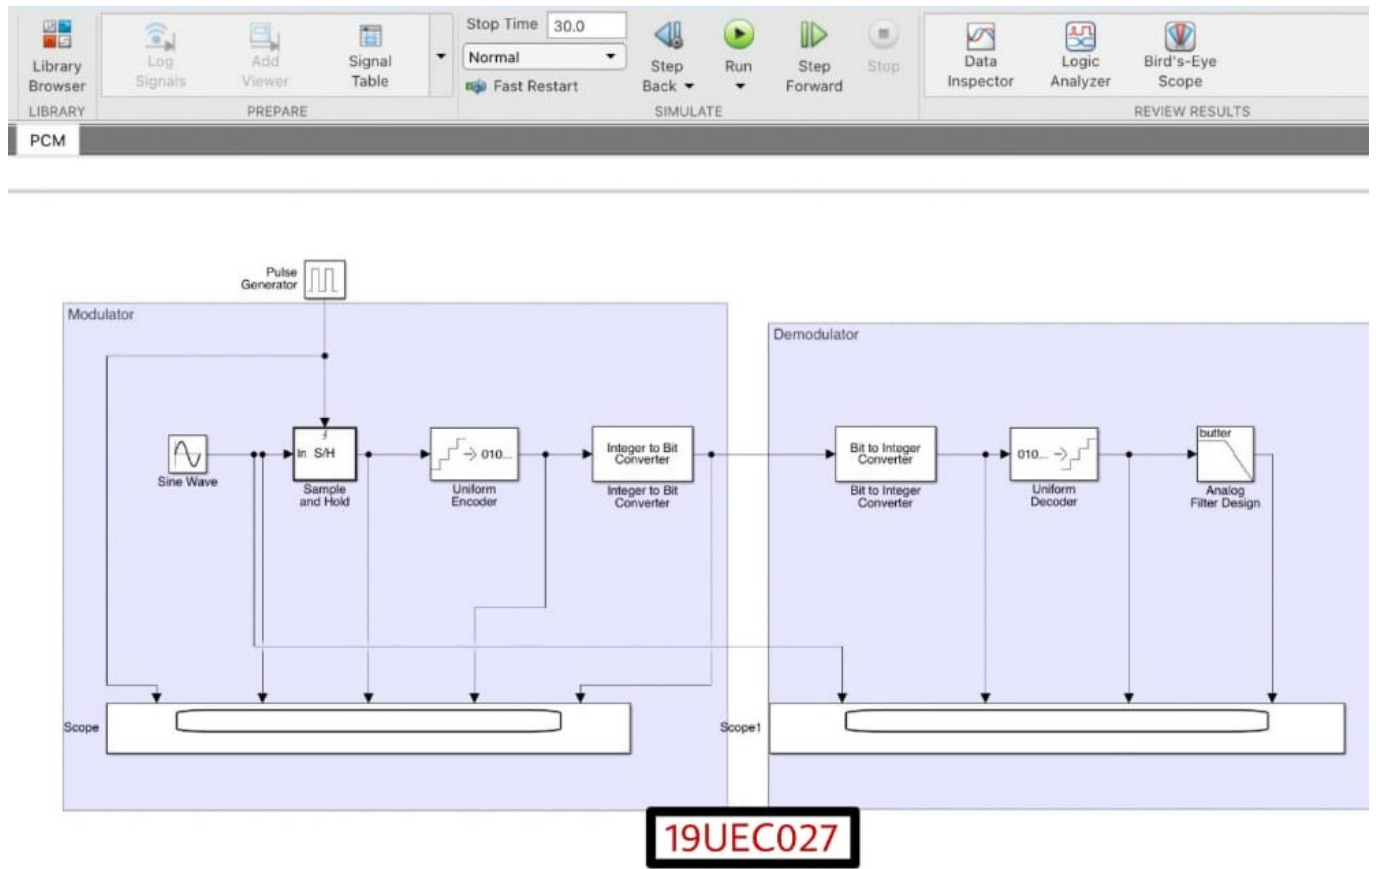 Stop Time 30.0
Normal
Fast Restart
Library
Browser
Log
Signals
Add
Viewer
Signal
Table
Step
Back
Run
Step
Forward
Stop
Data
Inspector
Logic
Analyzer
Bird's-Eye
Scope
LIBRARY
PREPARE
SIMULATE
REVIEW RESULTS
PCM
Pulse
Generator
Modulator
Demodulator
Sine Wave
In S/H
Sample
and Hold
010...
Uniform
Encoder
Integer to Bit
Converter
Integer to Bit
Converter
Bit to Integer
Converter
Bit to Integer
Converter
010...
Uniform
Decoder
butter
Analog
Filter Design
Scope
Scope1
19UEC027